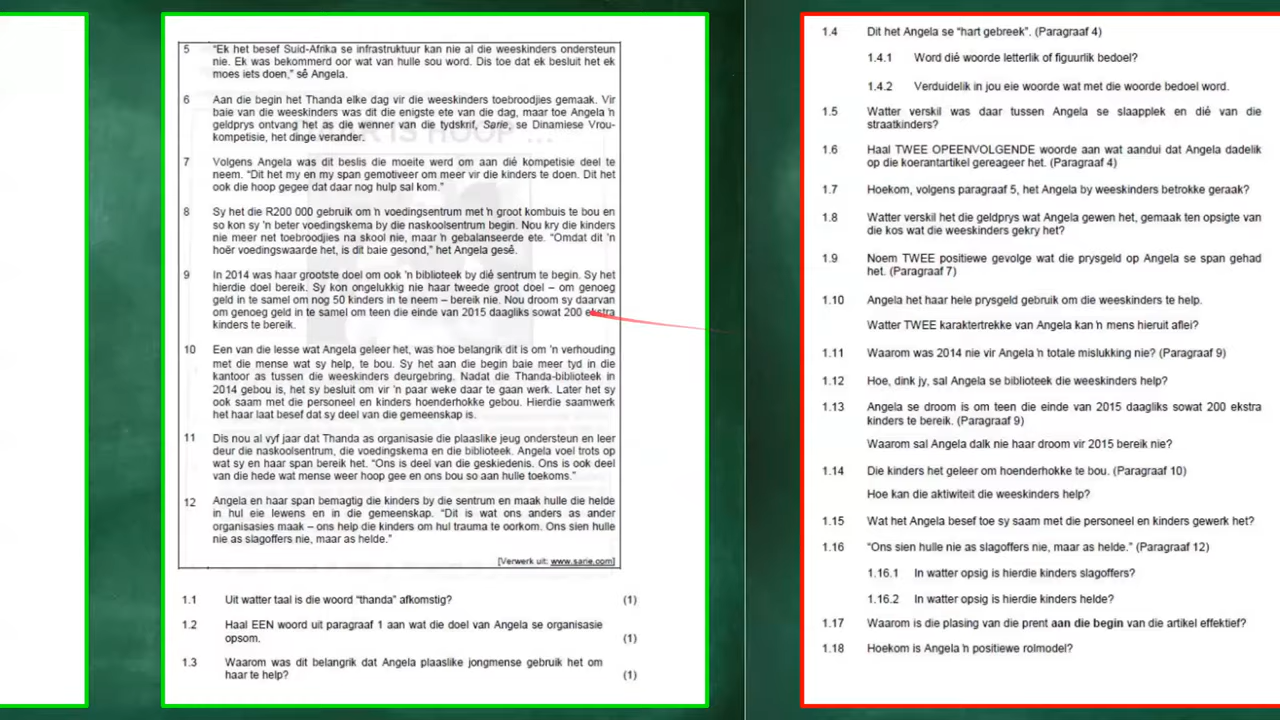 5 "Ek het besef Suid-Afrika se infrastruktuur kan nie al die weeskinders ondersteun
nie. Ek was bekommerd oor wat van hulle sou word. Dis toe dat ek besluit het ek
moes iets doen," sê Angela.
6 Aan die begin het Thanda elke dag vir die weeskinders toebroodjies gemaak. Vir
baie van die weeskinders was dit die enigste ete van die dag, maar toe Angela 'n
geldprys ontvang het as die wenner van die tydskrif, Sarie, se Dinamiese Vrou-
kompetisie, het dinge verander.
7 Volgens Angela was dit beslis die moeite werd om aan dié kompetisie deel te
neem. "Dit het my en my span gemotiveer om meer vir die kinders te doen. Dit het
ook die hoop gegee dat daar nog hulp sal kom."
8 Sy het die R200 000 gebruik om 'n voedingsentrum met 'n groot kombuis te bou en
so kon sy 'n beter voedingskema by die naskoolsentrum begin. Nou kry die kinders
nie meer net toebroodjies na skool nie, maar 'n gebalanseerde ete. "Omdat dit 'n
hoër voedingswaarde het, is dit baie gesond," het Angela gesê.
9 In 2014 was haar grootste doel om ook 'n biblioteek by dié sentrum te begin. Sy het
hierdie doel bereik. Sy kon ongelukkig nie haar tweede groot doel – om genoeg
geld in te samel om nog 50 kinders in te neem – bereik nie. Nou droom sy daarvan
om genoeg geld in te samel om teen die einde van 2015 daagliks sowat 200 ekstra
kinders te bereik.
10 Een van die lesse wat Angela geleer het, was hoe belangrik dit is om 'n verhouding
met die mense wat sy help, te bou. Sy het aan die begin baie meer tyd in die
kantoor as tussen die weeskinders deurgebring. Nadat die Thanda-biblioteek in
2014 gebou is, het sy besluit om vir 'n paar weke daar te gaan werk. Later het sy
ook saam met die personeel en kinders hoenderhokke gebou. Hierdie saamwerk
het haar laat besef dat sy deel van die gemeenskap is.
11 Dis nou al vyf jaar dat Thanda as organisasie die plaaslike jeug ondersteun en leer
deur die naskoolsentrum, die voedingskema en die biblioteek. Angela voel trots op
wat sy en haar span bereik het. "Ons is deel van die geskiedenis. Ons is ook deel
van die hede wat mense weer hoop gee en ons bou so aan hulle toekoms."
12 Angela en haar span bemagtig die kinders by die sentrum en maak hulle die helde
in hul eie lewens en in die gemeenskap. "Dit is wat ons anders as ander
organisasies maak – ons help die kinders om hul trauma te oorkom. Ons sien hulle
nie as slagoffers nie, maar as helde."
[Verwerk uit: www.sarie.com]
1.1 Uit watter taal is die woord "thanda" afkomstig? (1)
1.2 Haal EEN woord uit paragraaf 1 aan wat die doel van Angela se organisasie
opsom. (1)
1.3 Waarom was dit belangrik dat Angela plaaslike jongmense gebruik het om
haar te help? (1)
1.4 Dit het Angela se "hart gebreek". (Paragraaf 4)
1.4.1 Word dié woorde letterlik of figuurlik bedoel?
1.4.2 Verduidelik in jou eie woorde wat met die woorde bedoel word.
1.5 Watter verskil was daar tussen Angela se slaapplek en dié van die
straatkinders?
1.6 Haal TWEE OPEENVOLGENDE woorde aan wat aandui dat Angela dadelik
op die koerantartikel gereageer het. (Paragraaf 4)
1.7 Hoekom, volgens paragraaf 5, het Angela by weeskinders betrokke geraak?
1.8 Watter verskil het die geldprys wat Angela gewen het, gemaak ten opsigte van
die kos wat die weeskinders gekry het?
1.9 Noem TWEE positiewe gevolge wat die prysgeld op Angela se span gehad
het. (Paragraaf 7)
1.10 Angela het haar hele prysgeld gebruik om die weeskinders te help.
Watter TWEE karaktertrekke van Angela kan 'n mens hieruit aflei?
1.11 Waarom was 2014 nie vir Angela 'n totale mislukking nie? (Paragraaf 9)
1.12 Hoe, dink jy, sal Angela se biblioteek die weeskinders help?
1.13 Angela se droom is om teen die einde van 2015 daagliks sowat 200 ekstra
kinders te bereik. (Paragraaf 9)
Waarom sal Angela dalk nie haar droom vir 2015 bereik nie?
1.14 Die kinders het geleer om hoenderhokke te bou. (Paragraaf 10)
Hoe kan die aktiwiteit die weeskinders help?
1.15 Wat het Angela besef toe sy saam met die personeel en kinders gewerk het?
1.16 "Ons sien hulle nie as slagoffers nie, maar as helde." (Paragraaf 12)
1.16.1 In watter opsig is hierdie kinders slagoffers?
1.16.2 In watter opsig is hierdie kinders helde?
1.17 Waarom is die plasing van die prent aan die begin van die artikel effektief?
1.18 Hoekom is Angela 'n positiewe rolmodel?